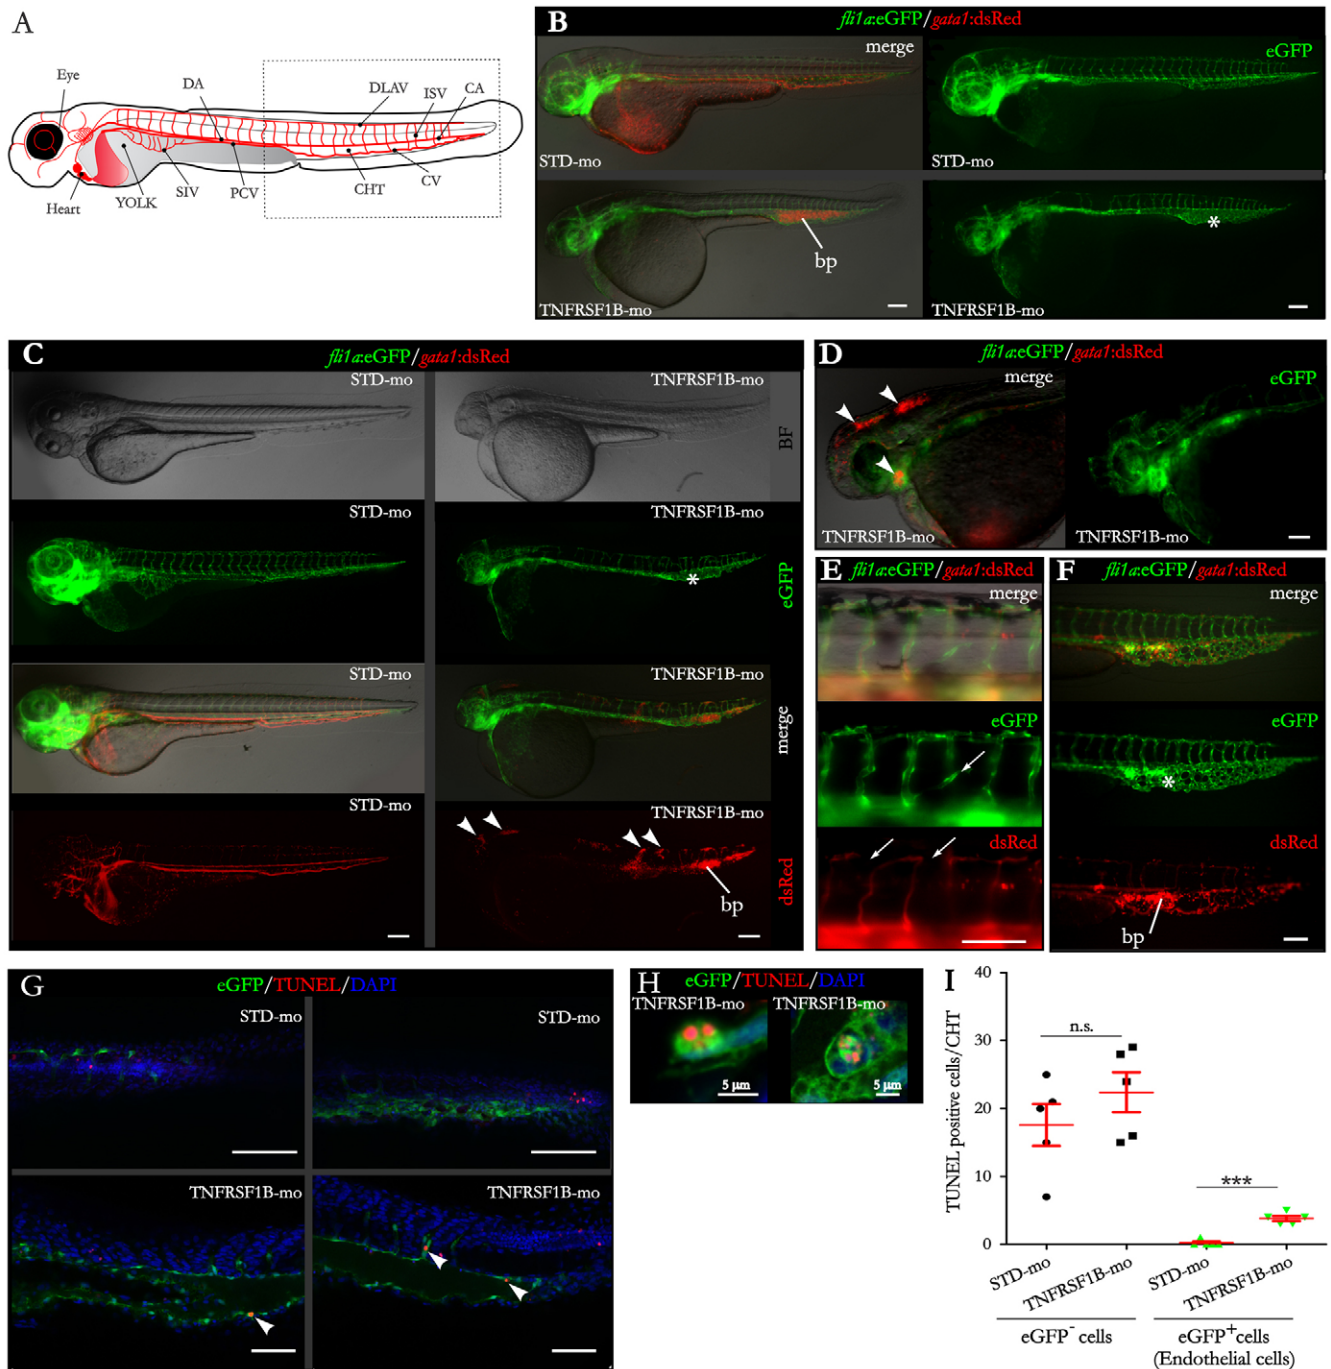 A
Eye
DA
DLAV
ISV
CA
Heart
YOLK
SIV
PCV
CHT
CV
B
fli1a:eGFP/gata1:dsRed
merge
eGFP
STD-mo
STD-mo
bp
*
TNFRSF1B-mo
TNFRSF1B-mo
C
fli1a:eGFP/gata1:dsRed
STD-mo
TNFRSF1B-mo
BF
STD-mo
TNFRSF1B-mo
*
eGFP
STD-mo
TNFRSF1B-mo
merge
STD-mo
TNFRSF1B-mo
bp
dsRed
D
fli1a:eGFP/gata1:dsRed
merge
eGFP
TNFRSF1B-mo
TNFRSF1B-mo
E
fli1a:eGFP/gata1:dsRed
merge
eGFP
dsRed
F
fli1a:eGFP/gata1:dsRed
merge
eGFP
*
dsRed
bp
G
eGFP/TUNEL/DAPI
STD-mo
STD-mo
TNFRSF1B-mo
TNFRSF1B-mo
H
eGFP/TUNEL/DAPI
TNFRSF1B-mo
TNFRSF1B-mo
5 µm
5 µm
I
TUNEL positive cells/CHT
40
30
20
10
0
n.s.
***
STD-mo
TNFRSF1B-mo
STD-mo
TNFRSF1B-mo
eGFP- cells
eGFP+cells
(Endothelial cells)